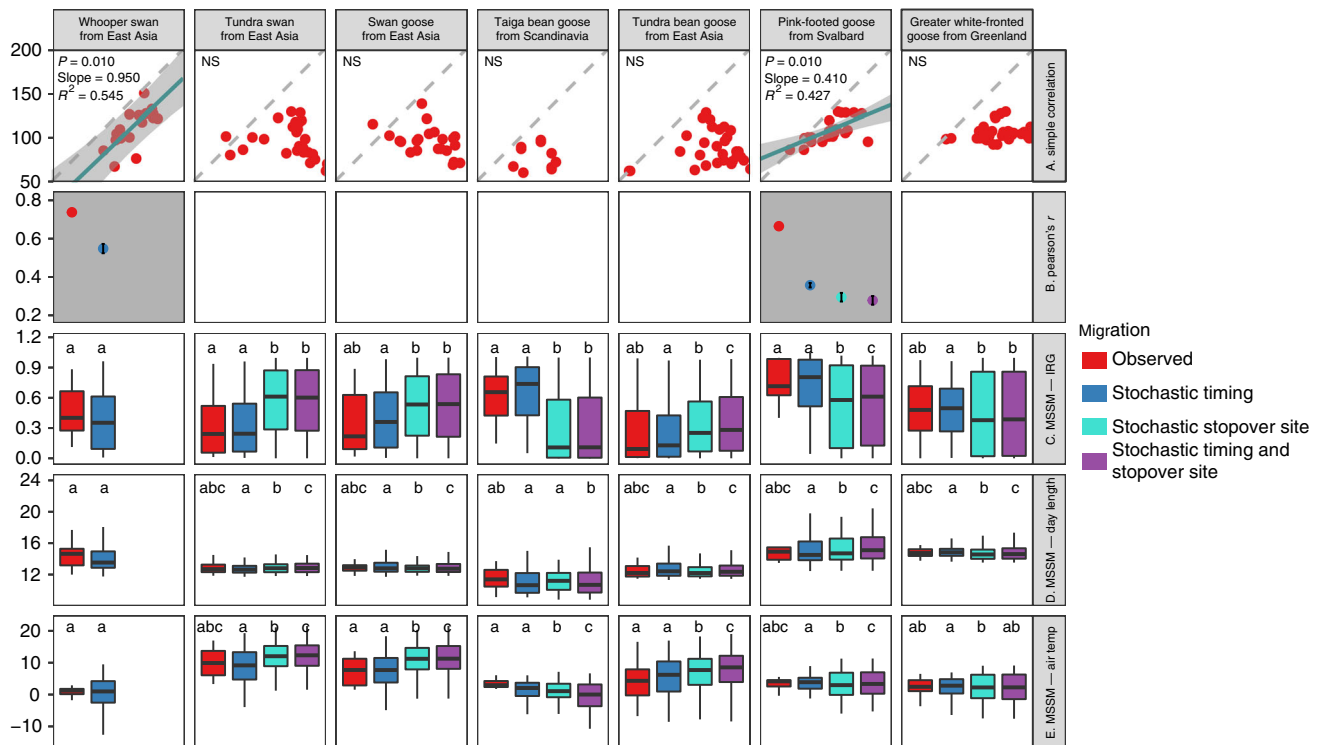 Whooper swan
from East Asia
Tundra swan
from East Asia
Swan goose
from East Asia
Taiga bean goose
from Scandinavia
Tundra bean goose
from East Asia
Pink-footed goose
from Svalbard
Greater white-fronted
goose from Greenland
200
150
100
50
P = 0.010
Slope = 0.950
R² = 0.545
NS
NS
NS
NS
P = 0.010
Slope = 0.410
R² = 0.427
NS
A. simple correlation
0.8
0.6
0.4
0.2
B. pearson's r
1.2
0.9
0.6
0.3
0.0
a a
a a b b
ab a b b
a a b b
ab a b c
a a b c
ab a b b
C. MSSM — IRG
24
16
12
a a
abc a b c
abc a b c
ab a a b
abc a b c
abc a b c
abc a b c
D. MSSM — day length
20
10
0
−10
a a
abc a b c
a a b c
a a b c
a a b c
abc a b c
ab a b ab
E. MSSM — air temp
Migration
Observed
Stochastic timing
Stochastic stopover site
Stochastic timing and
stopover site